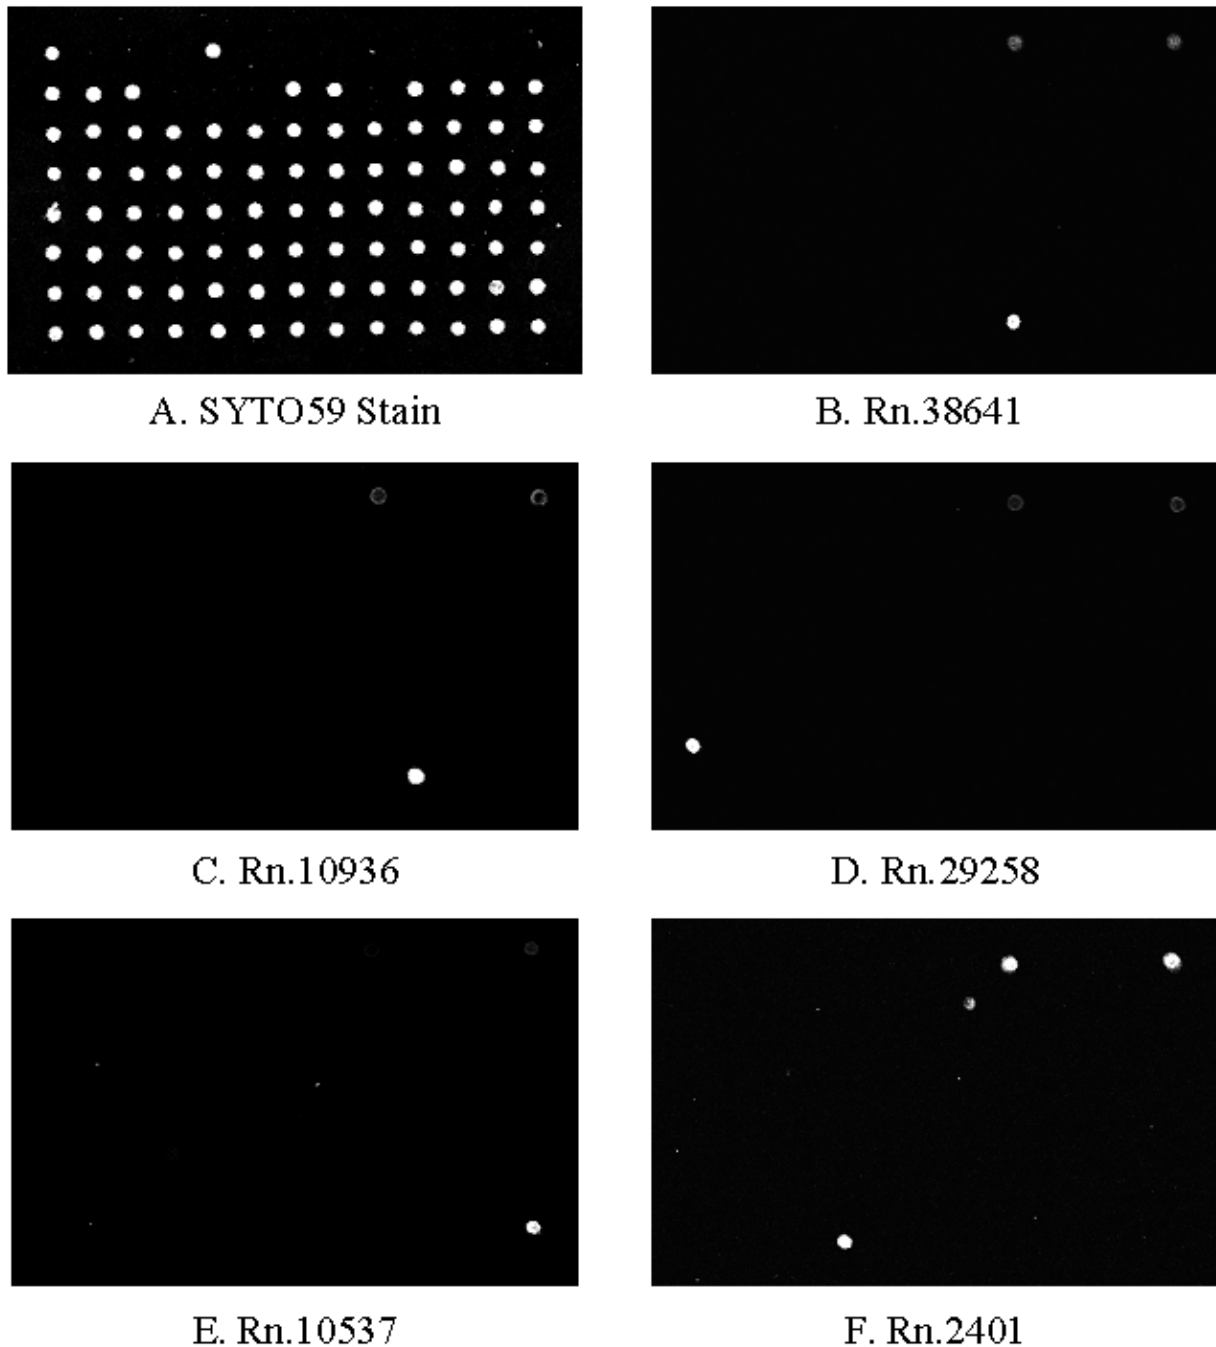 A. SYTO59 Stain
B. Rn.38641
C. Rn.10936
D. Rn.29258
E. Rn.10537
F. Rn.2401